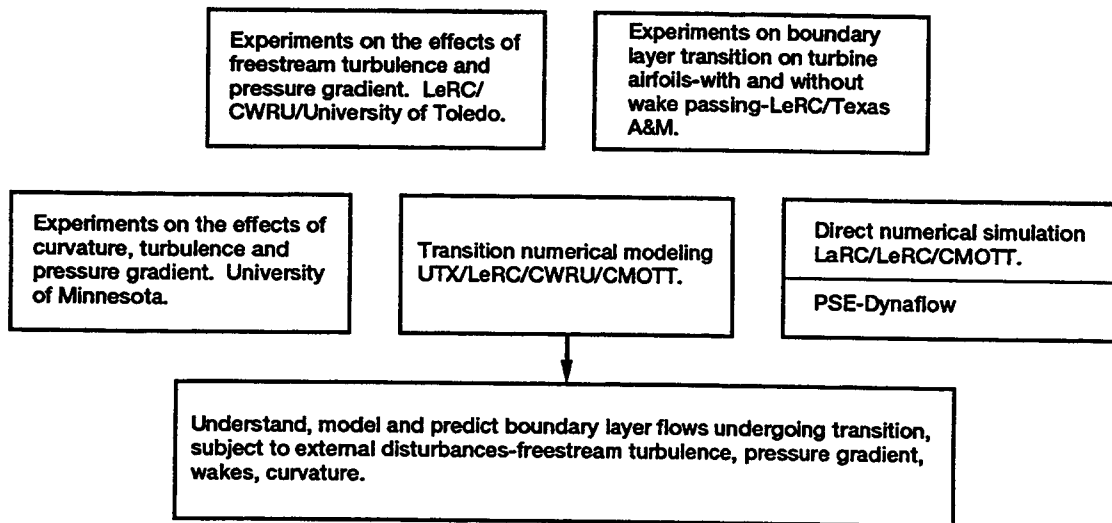 Experiments on the effects of
freestream turbulence and
pressure gradient. LeRC/
CWRU/University of Toledo.
Experiments on boundary
layer transition on turbine
airfoils-with and without
wake passing-LeRC/Texas
A&M.
Experiments on the effects of
curvature, turbulence and
pressure gradient. University
of Minnesota.
Transition numerical modeling
UTX/LeRC/CWRU/CMOTT.
Direct numerical simulation
LaRC/LeRC/CMOTT.
PSE-Dynaflow
Understand, model and predict boundary layer flows undergoing transition,
subject to external disturbances-freestream turbulence, pressure gradient,
wakes, curvature.